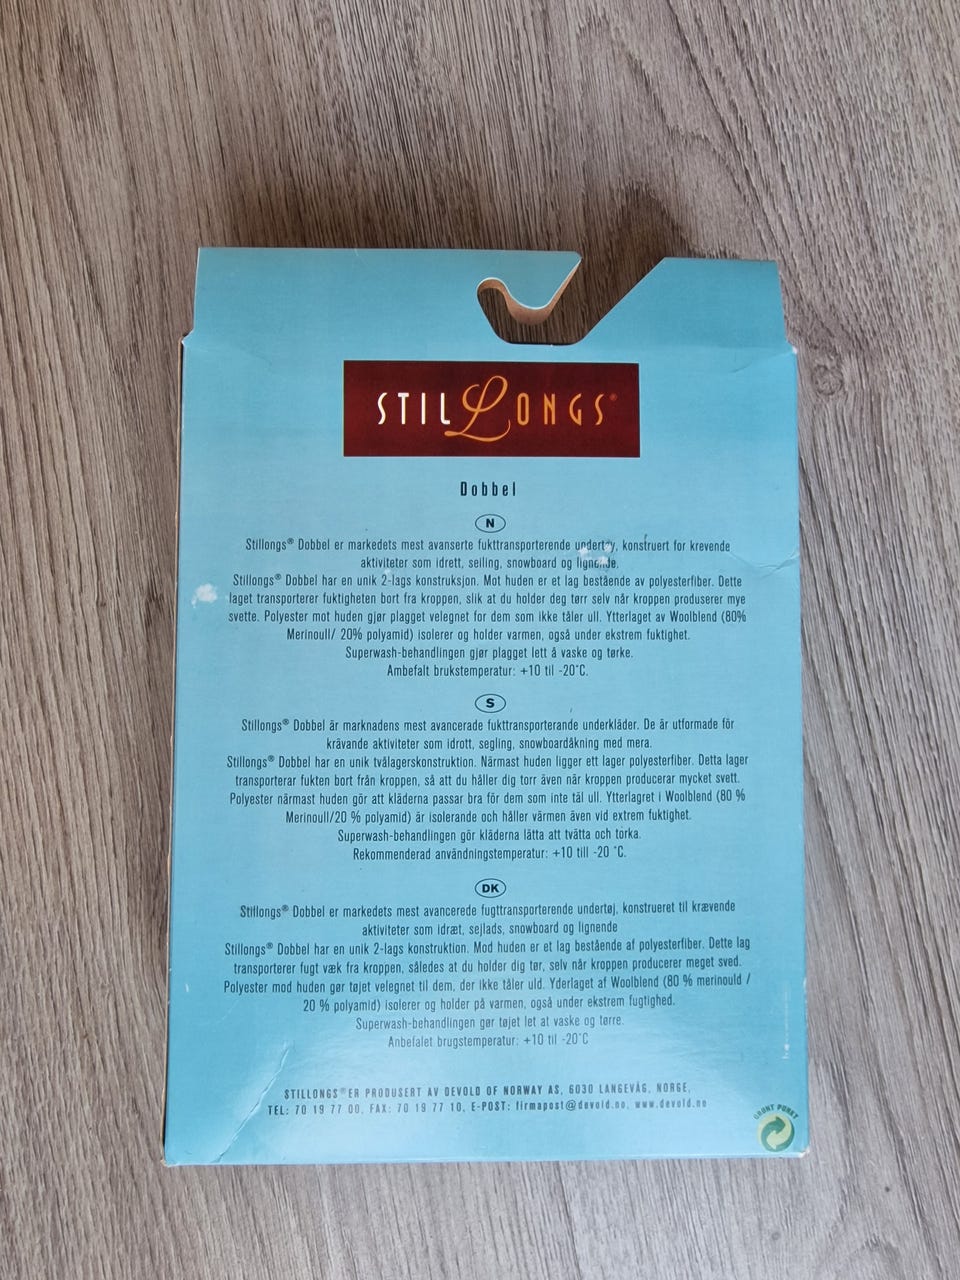 STILLONGS®
Dobbel
N
Stillongs® Dobbel er markedets mest avanserte fukttransporterende undertøy, konstruert for krevende
aktiviteter som idrett, seiling, snowboard og lignende.
Stillongs® Dobbel har en unik 2-lags konstruksjon. Mot huden er et lag bestående av polyesterfiber. Dette
laget transporterer fuktigheten bort fra kroppen, slik at du holder deg tørr selv når kroppen produserer mye
svette. Polyester mot huden gjør plagget velegnet for dem som ikke tåler ull. Ytterlaget av Woolblend (80%
Merinoull/ 20% polyamid) isolerer og holder varmen, også under ekstrem fuktighet.
Superwash-behandlingen gjør plagget lett å vaske og tørke.
Ambefalt brukstemperatur: +10 til -20°C.
S
Stillongs® Dobbel är marknadens mest avancerade fukttransporterande underkläder. De är utformade för
krävande aktiviteter som idrott, segling, snowboardåkning med mera.
Stillongs® Dobbel har en unik tvålagerskonstruktion. Närmast huden ligger ett lager polyesterfiber. Detta lager
transporterar fukten bort från kroppen, så att du håller dig torr även när kroppen producerar mycket svett.
Polyester närmast huden gör att kläderna passar bra för dem som inte tål ull. Ytterlagret i Woolblend (80 %
Merinoull/20 % polyamid) är isolerande och håller värmen även vid extrem fuktighet.
Superwash-behandlingen gör kläderna lätta att tvätta och torka.
Rekommenderad användningstemperatur: +10 till -20 °C.
DK
Stillongs® Dobbel er markedets mest avancerede fugttransporterende undertøj, konstrueret til krævende
aktiviteter som idræt, sejlads, snowboard og lignende
Stillongs® Dobbel har en unik 2-lags konstruktion. Mod huden er et lag bestående af polyesterfiber. Dette lag
transporterer fugt væk fra kroppen, således at du holder dig tør, selv når kroppen producerer meget sved.
Polyester mod huden gør tøjet velegnet til dem, der ikke tåler uld. Yderlaget af Woolblend (80 % merinould /
20 % polyamid) isolerer og holder på varmen, også under ekstrem fugtighed.
Superwash-behandlingen gør tøjet let at vaske og tørre.
Anbefalet brugstemperatur: +10 til -20°C
STILLONGS® ER PRODUSERT AV DEVOLD OF NORWAY AS, 6030 LANGEVÅG, NORGE,
TEL: 70 19 77 00, FAX: 70 19 77 10, E-POST: firmapost@devold.no, www.devold.no
GRØNT PUNKT